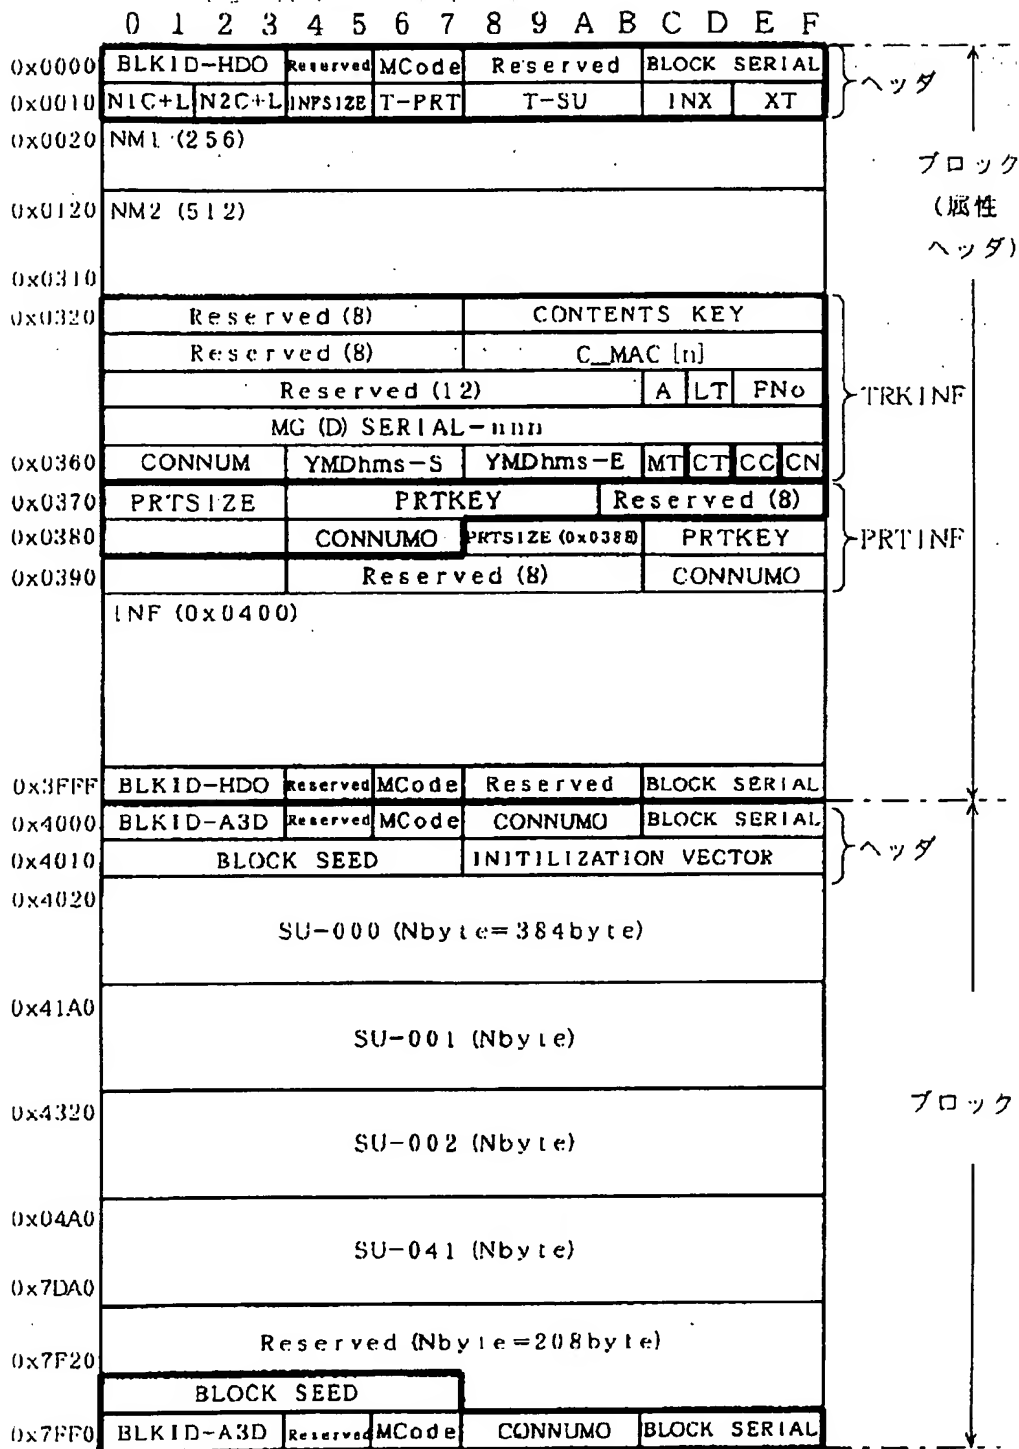 0 1 2 3 4 5 6 7 8 9 A B C D E F
0x0000 BLKID-HD0 Reserved MCode Reserved BLOCK SERIAL ヘッダ
0x0010 N1C+L N2C+L INFSIZE T-PRT T-SU INX XT
0x0020 NM1 (256)
ブロック
0x0120 NM2 (512)
(属性
ヘッダ)
0x0310
0x0320 Reserved (8) CONTENTS KEY
Reserved (8) C_MAC [n]
Reserved (12) A LT FNo TRKINF
MG (D) SERIAL-nnn
0x0360 CONNUM YMDhms-S YMDhms-E MT CT CC CN
0x0370 PRTSIZE PRTKEY Reserved (8)
0x0380 CONNUM0 PRTSIZE (0x0388) PRTKEY PRTINF
0x0390 Reserved (8) CONNUM0
INF (0x0400)
0x3FFF BLKID-HD0 Reserved MCode Reserved BLOCK SERIAL
0x4000 BLKID-A3D Reserved MCode CONNUM0 BLOCK SERIAL
0x4010 BLOCK SEED INITILIZATION VECTOR ヘッダ
0x4020
SU-000 (Nbyte=384byte)
0x41A0
SU-001 (Nbyte)
0x4320
SU-002 (Nbyte)
ブロック
0x04A0
SU-041 (Nbyte)
0x7DA0
Reserved (Nbyte=208byte)
0x7F20
BLOCK SEED
0x7FF0 BLKID-A3D Reserved MCode CONNUM0 BLOCK SERIAL